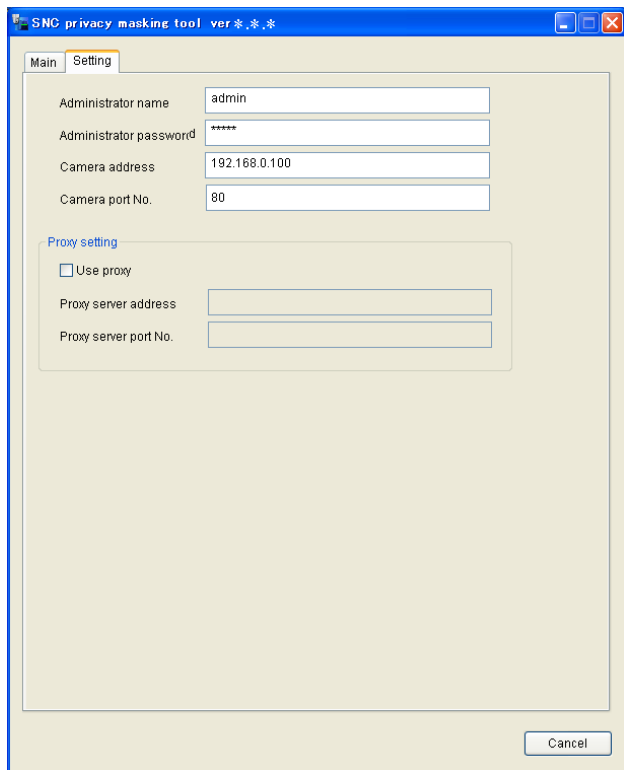 SNC privacy masking tool ver＊.＊.＊
Main Setting
Administrator name admin
Administrator password *****
Camera address 192.168.0.100
Camera port No. 80
Proxy setting
Use proxy
Proxy server address
Proxy server port No.
Cancel